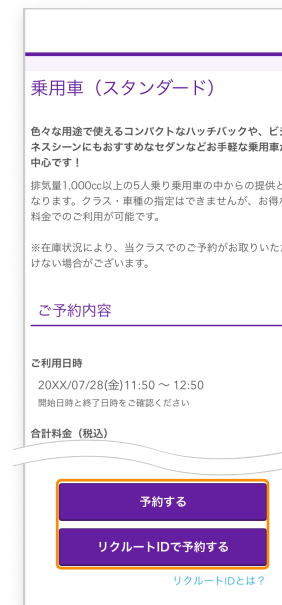 乗用車（スタンダード）
色々な用途で使えるコンパクトなハッチバックや、ビジ
ネスシーンにもおすすめなセダンなどお手軽な乗用車が
中心です！
排気量1,000cc以上の5人乗り乗用車の中からの提供と
なります。クラス・車種の指定はできませんが、お得な
料金でのご利用が可能です。
※在庫状況により、当クラスでのご予約がお取りいただ
けない場合がございます。
ご予約内容
ご利用日時
20XX/07/28(金)11:50 ～ 12:50
開始日時と終了日時をご確認ください
合計料金（税込）
予約する
リクルートIDで予約する
リクルートIDとは？